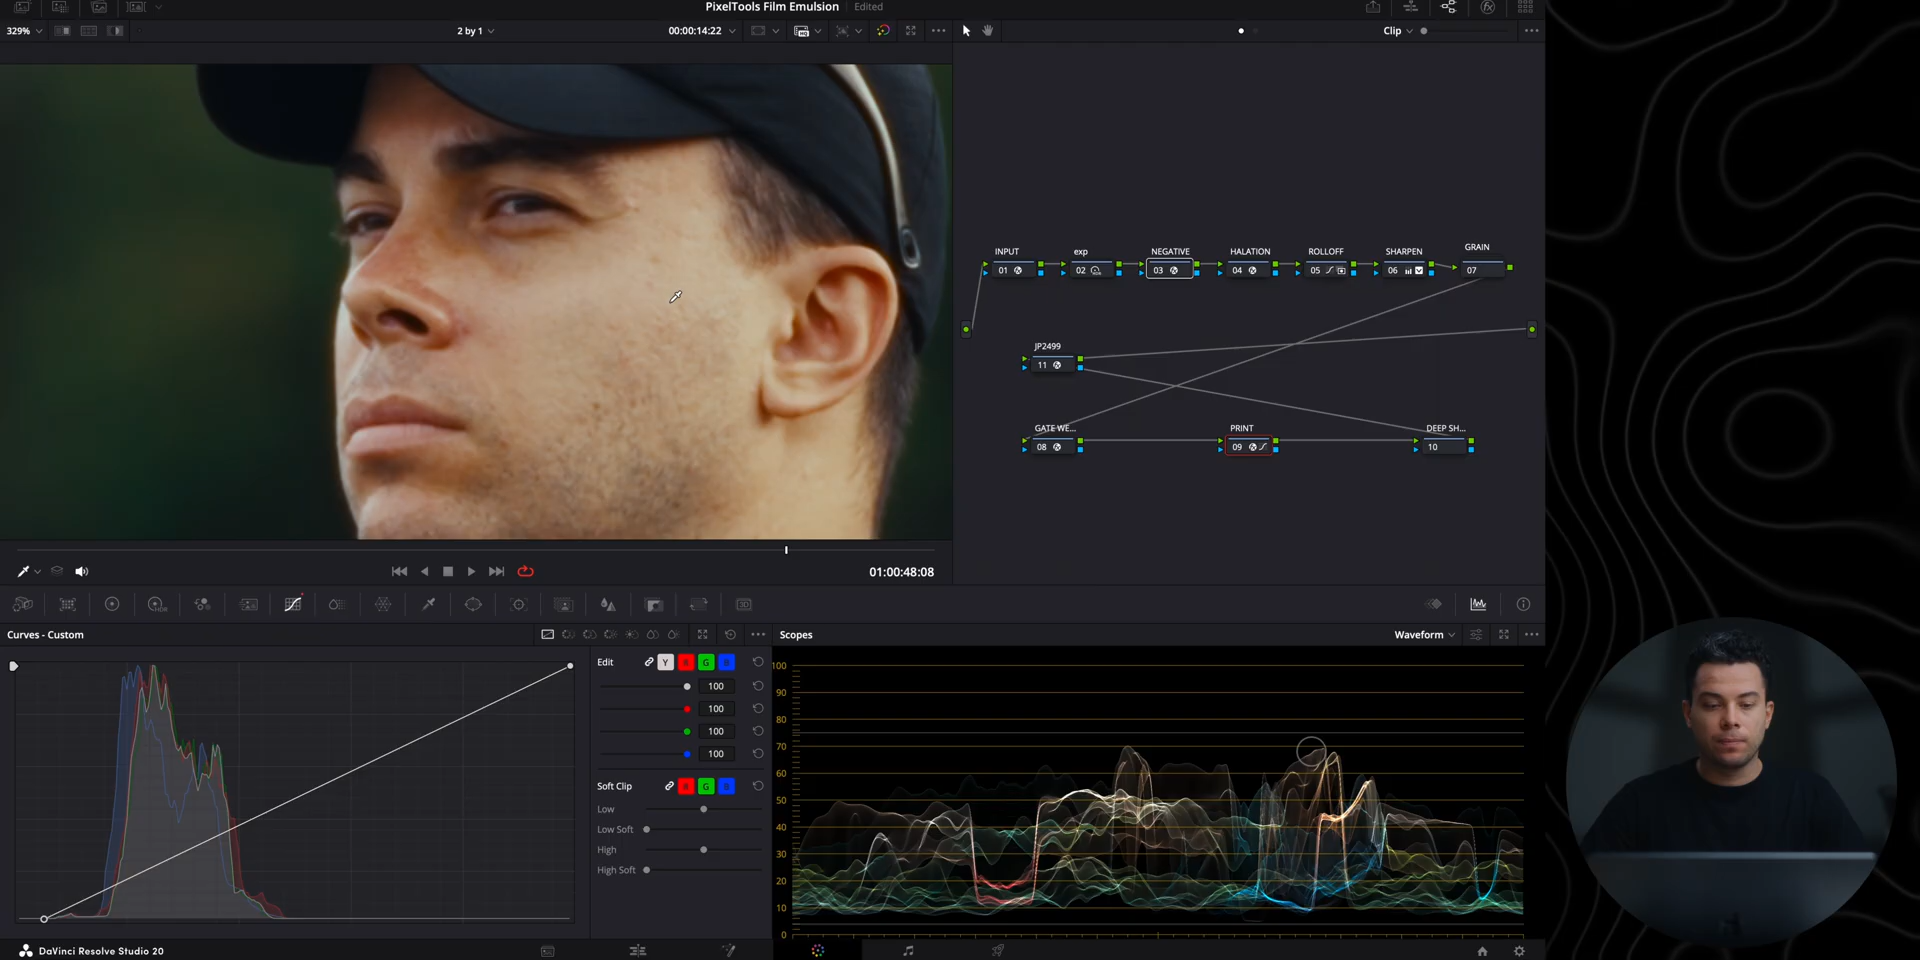 PixelTools Film Emulsion
Edited
329%
2 by 1
00:00:14:22
Clip
INPUT
exp
NEGATIVE
HALATION
ROLLOFF
SHARPEN
GRAIN
01
02
03
04
05
06
07
JP2499
11
GATE WE...
PRINT
DEEP SH...
08
09
10
01:00:48:08
HDR
3D
Curves - Custom
Scopes
Waveform
Edit
Y
R
G
B
100
100
100
100
Soft Clip
R
G
B
Low
Low Soft
High
High Soft
100
90
80
70
60
50
40
30
20
10
0
DaVinci Resolve Studio 20